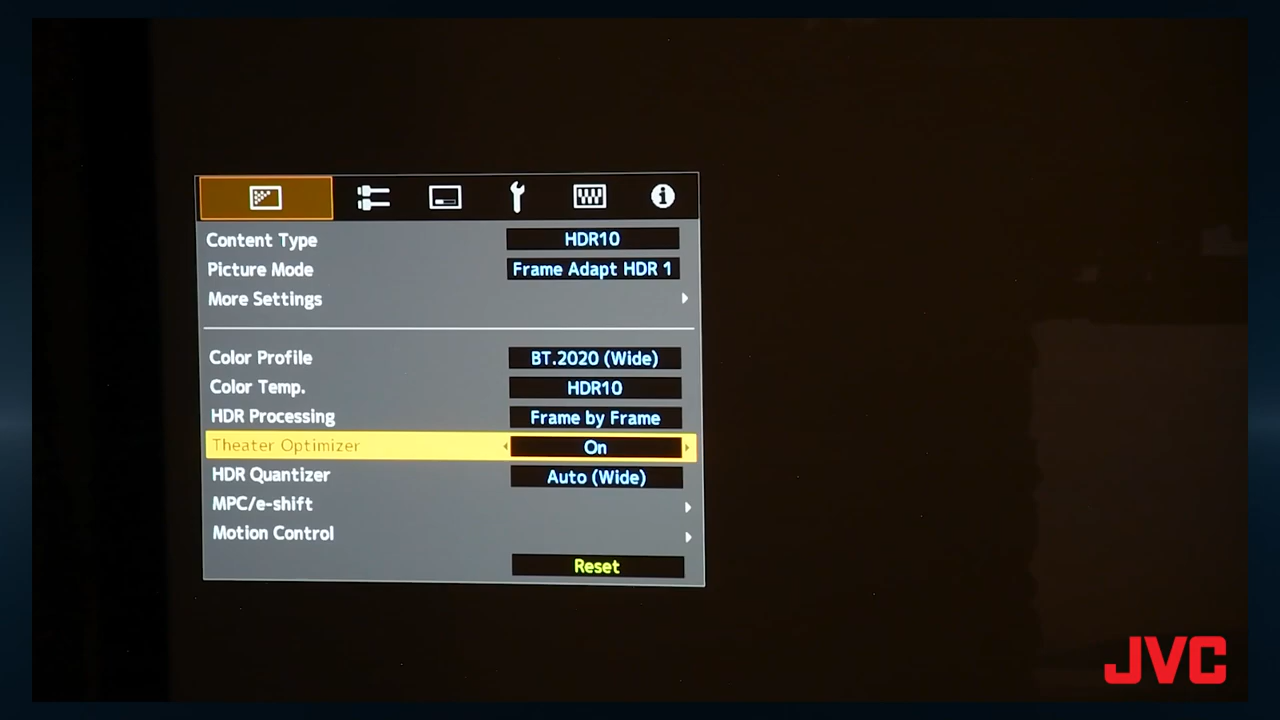 Content Type HDR10
Picture Mode Frame Adapt HDR 1
More Settings
Color Profile BT.2020 (Wide)
Color Temp. HDR10
HDR Processing Frame by Frame
Theater Optimizer On
HDR Quantizer Auto (Wide)
MPC/e-shift
Motion Control
Reset
JVC